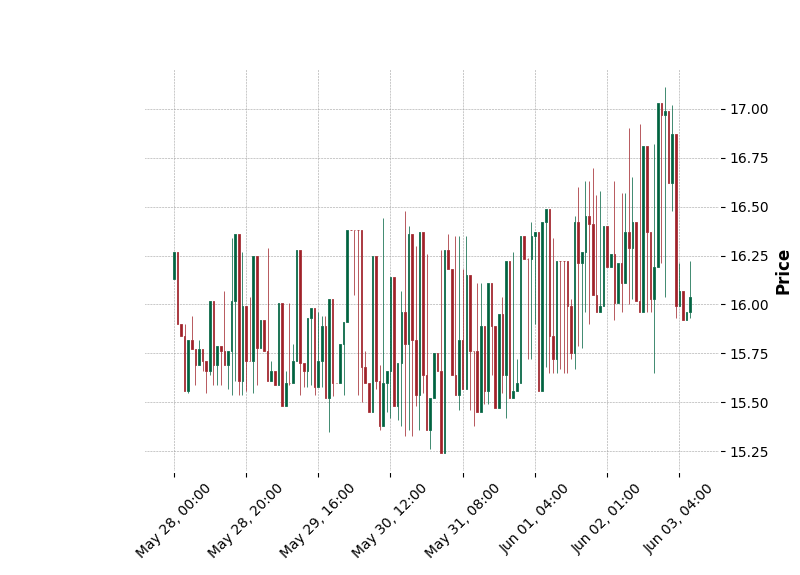 17.00
16.75
16.50
16.25
16.00
15.75
15.50
15.25
Price
May 28, 00:00
May 28, 20:00
May 29, 16:00
May 30, 12:00
May 31, 08:00
Jun 01, 04:00
Jun 02, 01:00
Jun 03, 04:00